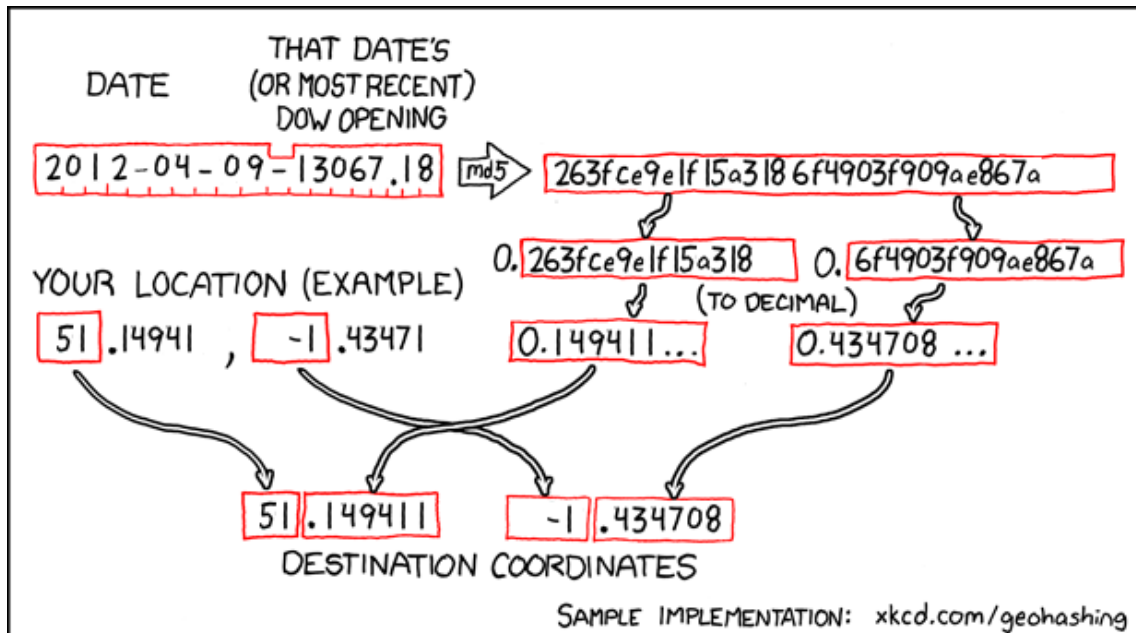 DATE
THAT DATE'S
(OR MOST RECENT)
DOW OPENING
2012-04-09-13067.18
md5
263fce9e1f15a3186f4903f909ae867a
0.263fce9e1f15a318
0.6f4903f909ae867a
(TO DECIMAL)
YOUR LOCATION (EXAMPLE)
51.14941, -1.43471
0.149411...
0.434708...
51.149411
-1.434708
DESTINATION COORDINATES
SAMPLE IMPLEMENTATION: xkcd.com/geohashing